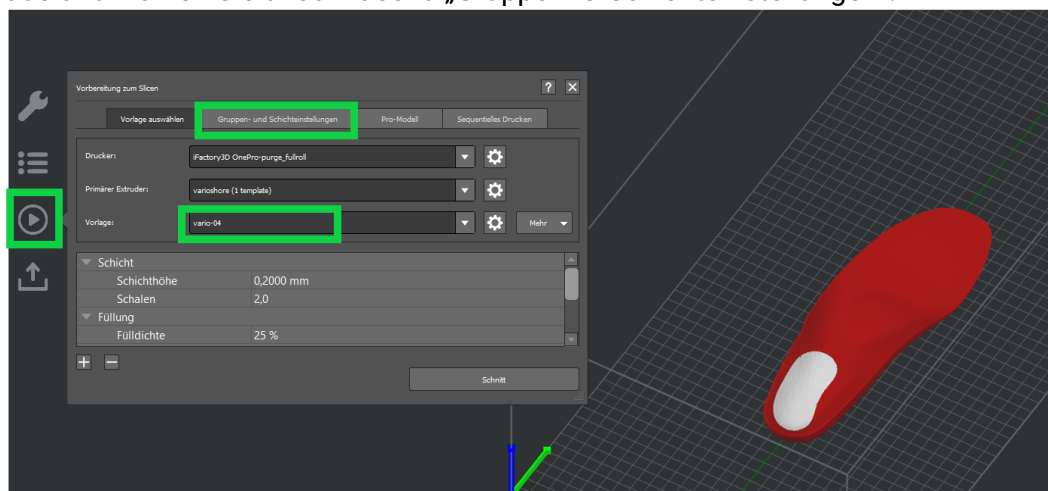 Vorbereitung zum Slicen ? X
Vorlage auswählen Gruppen- und Schichteinstellungen Pro-Modell Sequentielles Drucken
Drucker: iFactory3D OnePro-purge_fullroll
Primärer Extruder: varioshore (1 template)
Vorlage: vario-04 Mehr
Schicht
Schichthöhe 0,2000 mm
Schalen 2,0
Füllung
Fülldichte 25 %
+ −
Schnitt